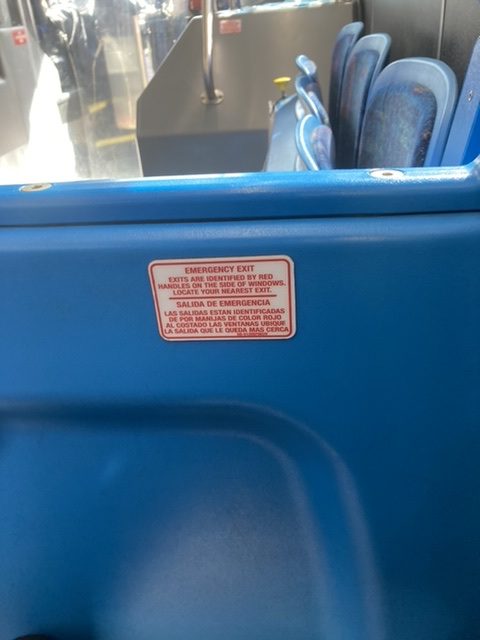 EMERGENCY EXIT
EXITS ARE IDENTIFIED BY RED
HANDLES ON THE SIDE OF WINDOWS.
LOCATE YOUR NEAREST EXIT.
SALIDA DE EMERGENCIA
LAS SALIDAS ESTAN IDENTIFICADAS
DE POR MANIJAS DE COLOR ROJO
AL COSTADO LAS VENTANAS UBIQUE
LA SALIDA QUE LE QUEDA MAS CERCA